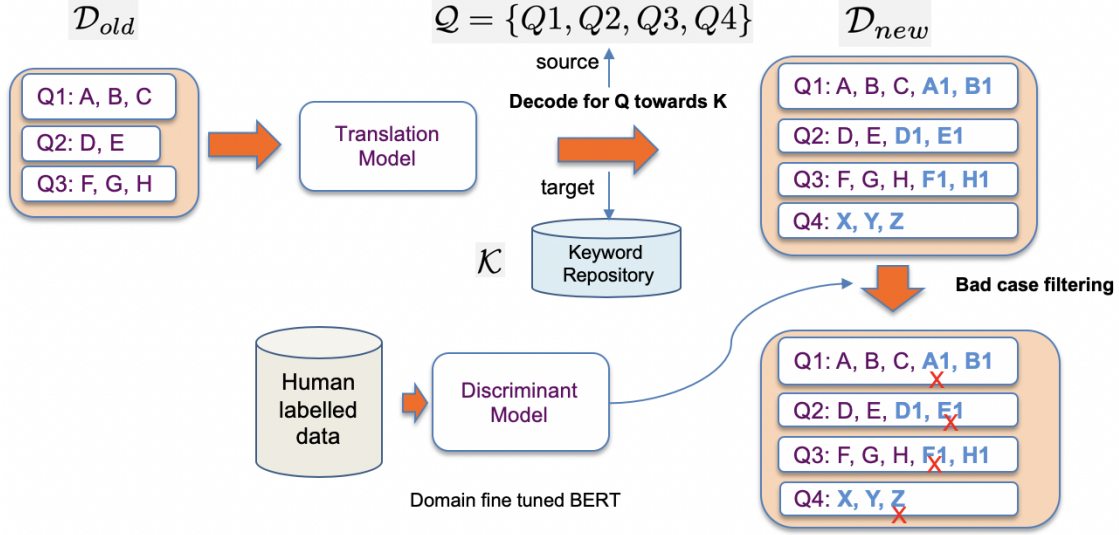 𝒟old
Q1: A, B, C
Q2: D, E
Q3: F, G, H
Translation
Model
𝒬 = {Q1, Q2, Q3, Q4}
source
Decode for Q towards K
target
𝒦
Keyword
Repository
𝒟new
Q1: A, B, C, A1, B1
Q2: D, E, D1, E1
Q3: F, G, H, F1, H1
Q4: X, Y, Z
Bad case filtering
Human
labelled
data
Discriminant
Model
Domain fine tuned BERT
Q1: A, B, C, A1, B1
X
Q2: D, E, D1, E1
X
Q3: F, G, H, F1, H1
X
Q4: X, Y, Z
X